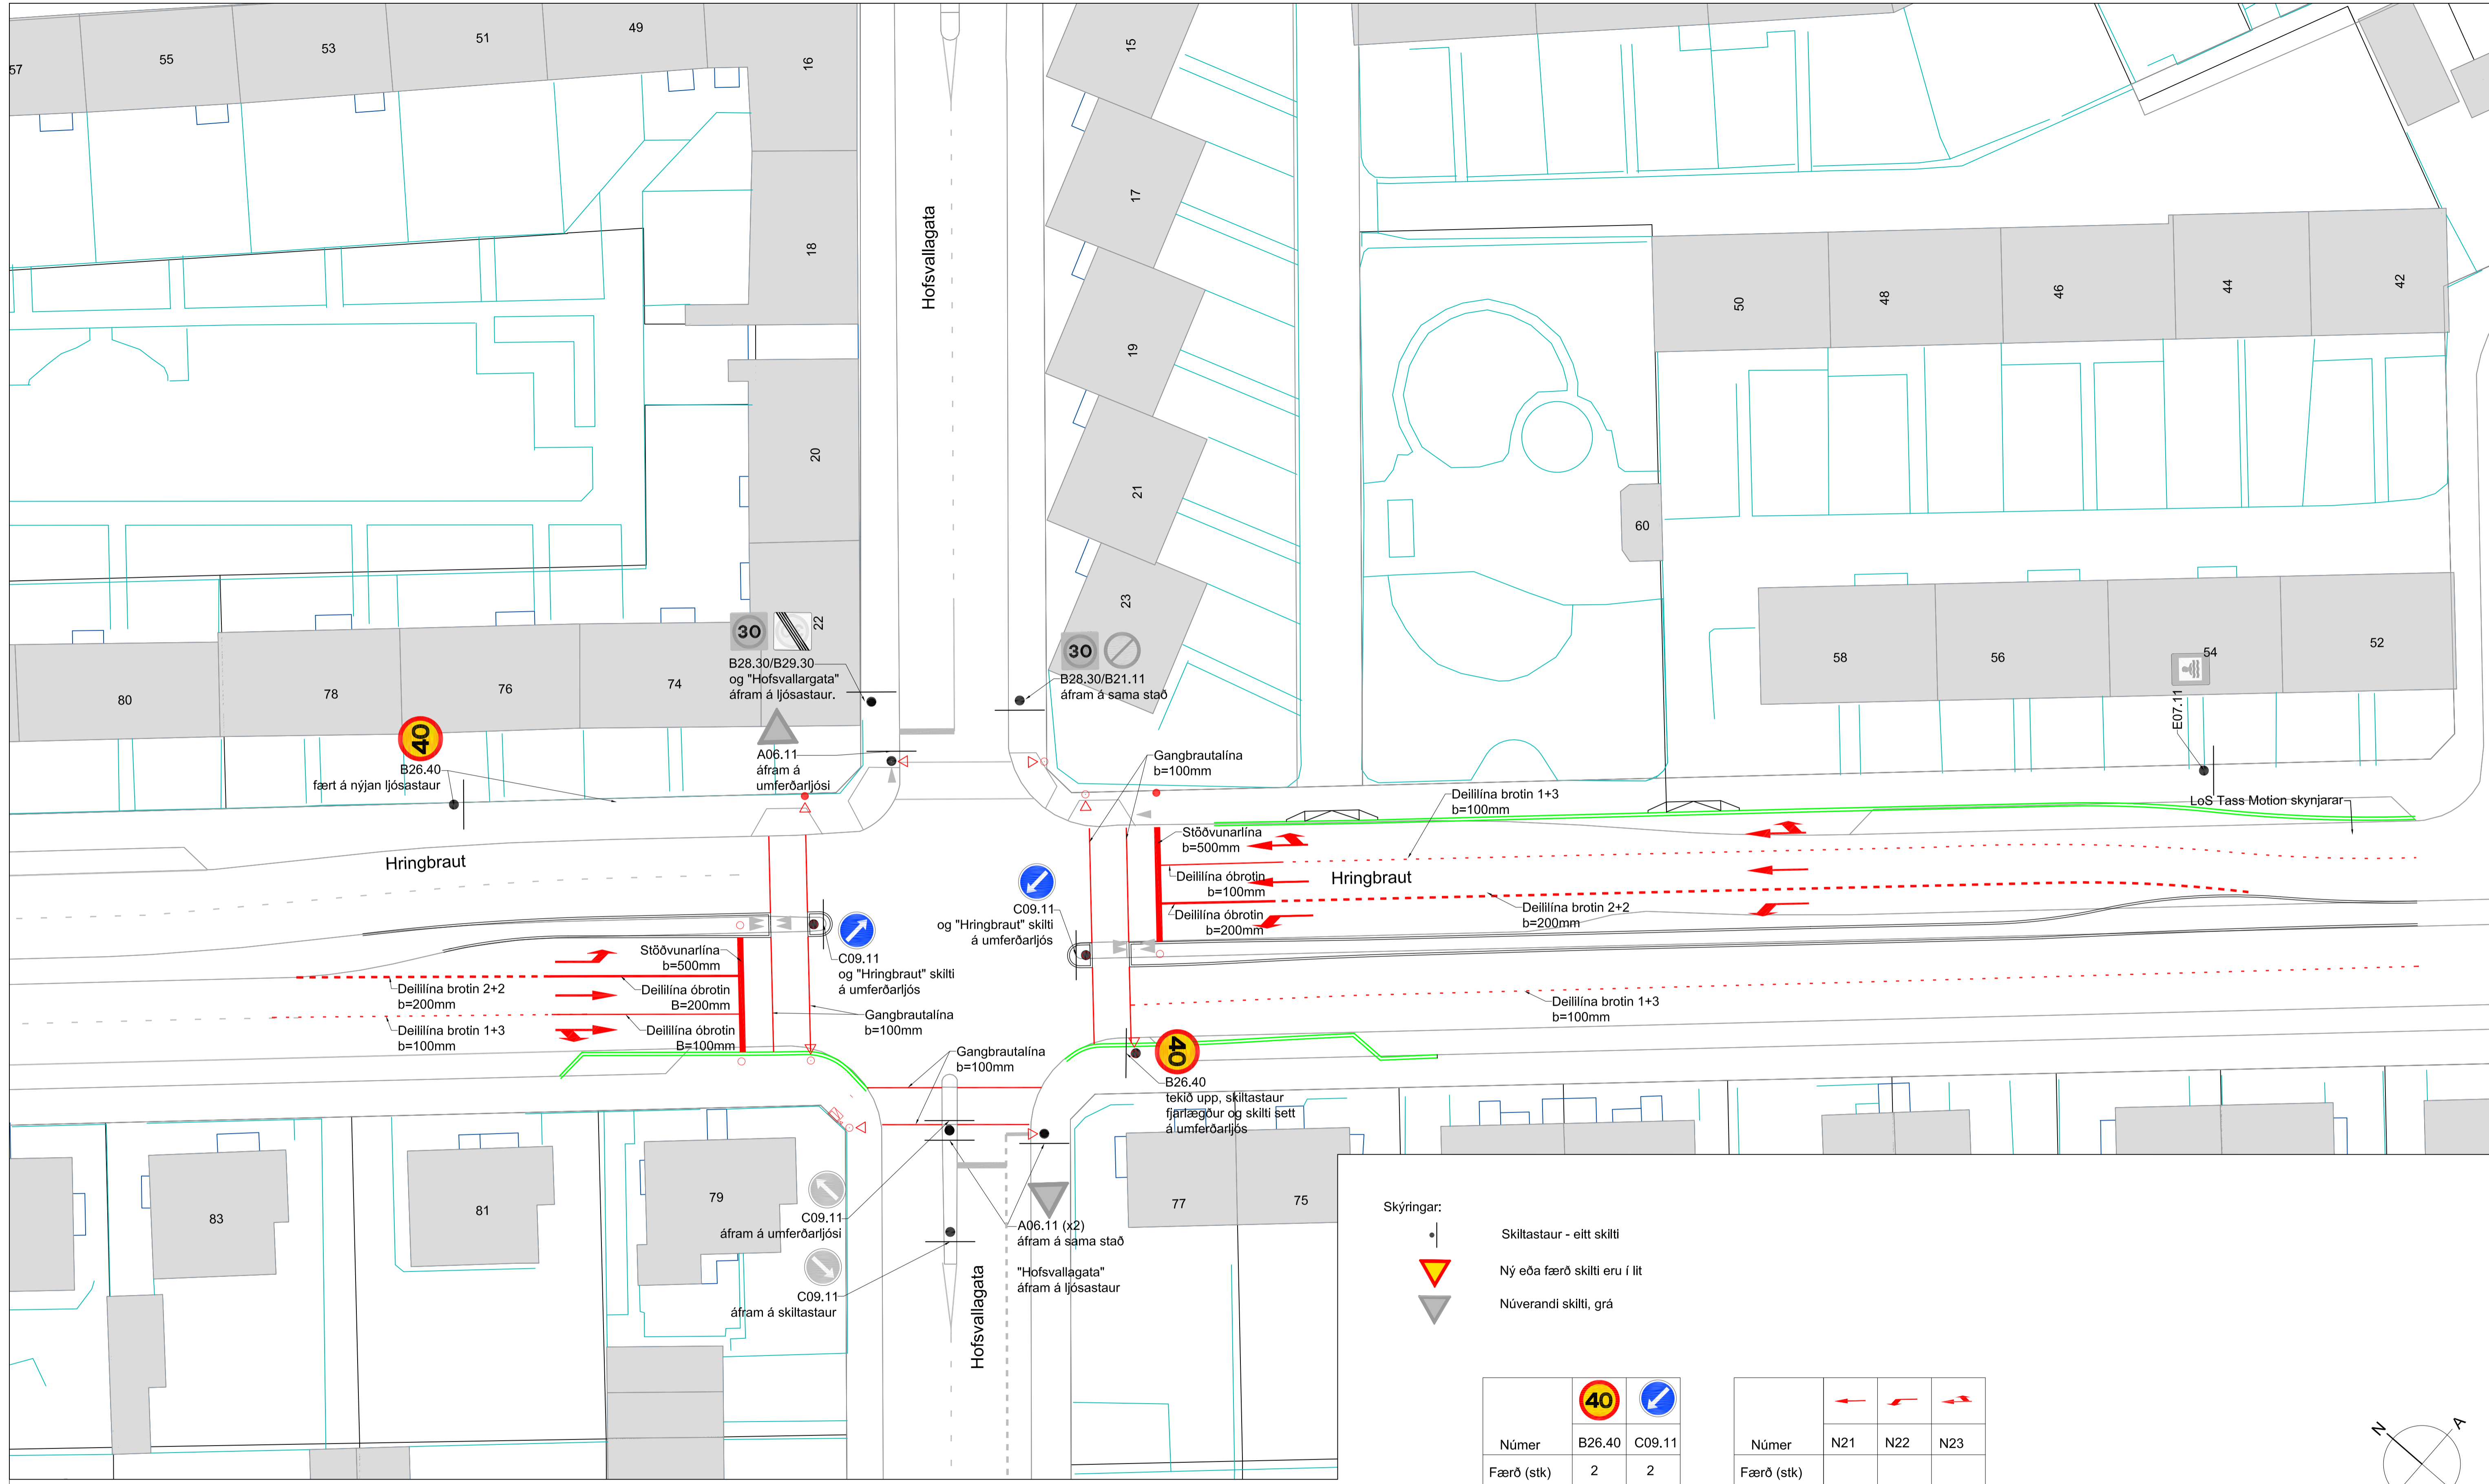 57
55
53
51
49
16
15
18
17
Hofsvallagata
19
20
21
22
23
50
48
46
44
42
60
58
56
54
52
E07.11
80
78
76
74
30
B28.30/B29.30
og "Hofsvallargata"
áfram á ljósastaur.
30
B28.30/B21.11
áfram á sama stað
40
B26.40
fært á nýjan ljósastaur
A06.11
áfram á
umferðarljósi
Gangbrautalína
b=100mm
Deililína brotin 1+3
b=100mm
LoS Tass Motion skynjarar
Stöðvunarlína
b=500mm
Hringbraut
Deililína óbrotin
b=100mm
Hringbraut
C09.11
og "Hringbraut" skilti
á umferðarljós
Deililína óbrotin
b=200mm
Deililína brotin 2+2
b=200mm
Stöðvunarlína
b=500mm
C09.11
og "Hringbraut" skilti
á umferðarljós
Deililína brotin 2+2
b=200mm
Deililína óbrotin
B=200mm
Deililína brotin 1+3
b=100mm
Gangbrautalína
b=100mm
Deililína brotin 1+3
b=100mm
Deililína óbrotin
B=100mm
Gangbrautalína
b=100mm
40
B26.40
tekið upp, skiltastaur
fjarlægður og skilti sett
á umferðarljós
83
81
79
77
75
C09.11
áfram á umferðarljósi
A06.11 (x2)
áfram á sama stað
"Hofsvallagata"
áfram á ljósastaur
C09.11
áfram á skiltastaur
Hofsvallagata
Skýringar:
Skiltastaur - eitt skilti
Ný eða færð skilti eru í lit
Núverandi skilti, grá
40
Númer B26.40 C09.11
Færð (stk) 2 2
Númer N21 N22 N23
Færð (stk)
N
A